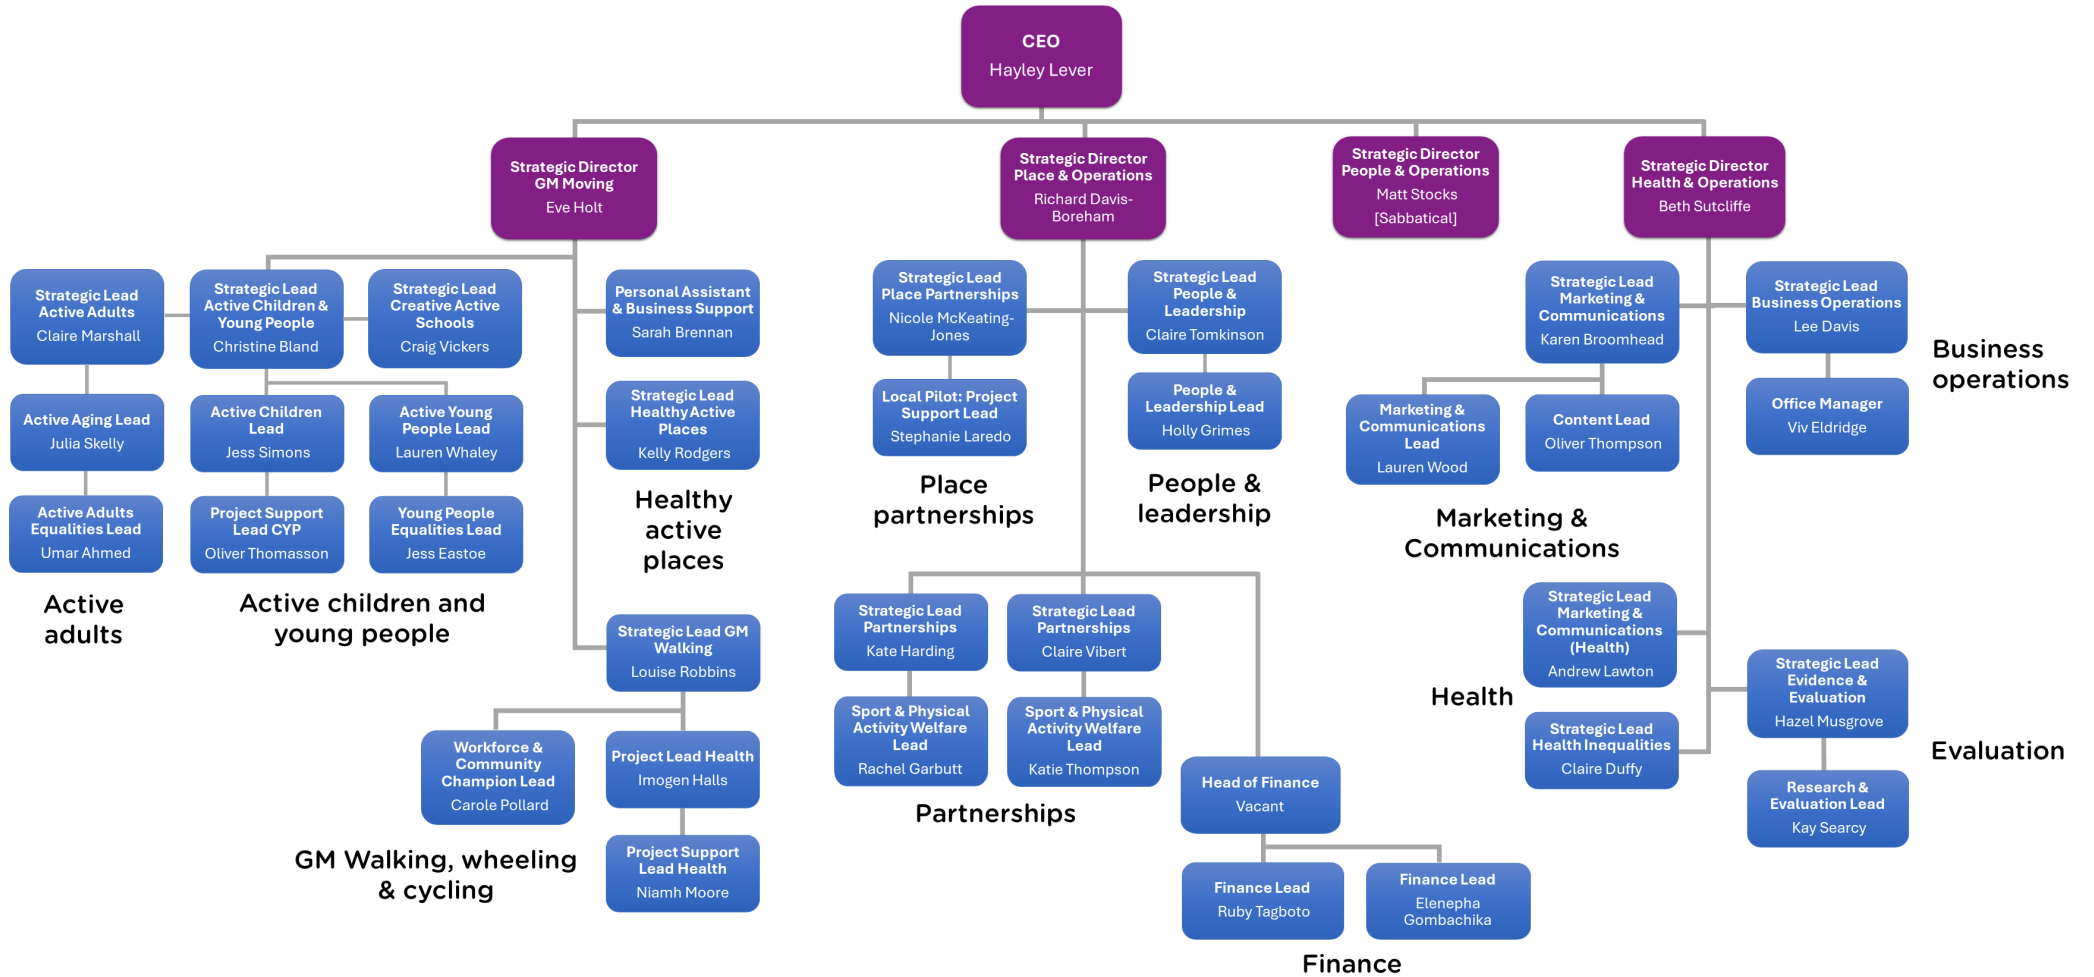 CEO
Hayley Lever
Strategic Director
GM Moving
Eve Holt
Strategic Director
Place & Operations
Richard Davis-
Boreham
Strategic Director
People & Operations
Matt Stocks
[Sabbatical]
Strategic Director
Health & Operations
Beth Sutcliffe
Strategic Lead
Active Adults
Claire Marshall
Strategic Lead
Active Children &
Young People
Christine Bland
Strategic Lead
Creative Active
Schools
Craig Vickers
Personal Assistant
& Business Support
Sarah Brennan
Active Aging Lead
Julia Skelly
Active Children
Lead
Jess Simons
Active Young
People Lead
Lauren Whaley
Strategic Lead
Healthy Active
Places
Kelly Rodgers
Active Adults
Equalities Lead
Umar Ahmed
Project Support
Lead CYP
Oliver Thomasson
Young People
Equalities Lead
Jess Eastoe
Healthy
active
places
Active
adults
Active children and
young people
Strategic Lead GM
Walking
Louise Robbins
Workforce &
Community
Champion Lead
Carole Pollard
Project Lead Health
Imogen Halls
Project Support
Lead Health
Niamh Moore
GM Walking, wheeling
& cycling
Strategic Lead
Place Partnerships
Nicole McKeating-
Jones
Strategic Lead
People &
Leadership
Claire Tomkinson
Local Pilot: Project
Support Lead
Stephanie Laredo
People &
Leadership Lead
Holly Grimes
Place
partnerships
People &
leadership
Strategic Lead
Partnerships
Kate Harding
Strategic Lead
Partnerships
Claire Vibert
Sport & Physical
Activity Welfare
Lead
Rachel Garbutt
Sport & Physical
Activity Welfare
Lead
Katie Thompson
Partnerships
Head of Finance
Vacant
Finance Lead
Ruby Tagboto
Finance Lead
Elenepha
Gombachika
Finance
Strategic Lead
Marketing &
Communications
Karen Broomhead
Strategic Lead
Business Operations
Lee Davis
Marketing &
Communications
Lead
Lauren Wood
Content Lead
Oliver Thompson
Office Manager
Viv Eldridge
Business
operations
Marketing &
Communications
Strategic Lead
Marketing &
Communications
(Health)
Andrew Lawton
Health
Strategic Lead
Health Inequalities
Claire Duffy
Strategic Lead
Evidence &
Evaluation
Hazel Musgrove
Research &
Evaluation Lead
Kay Searcy
Evaluation